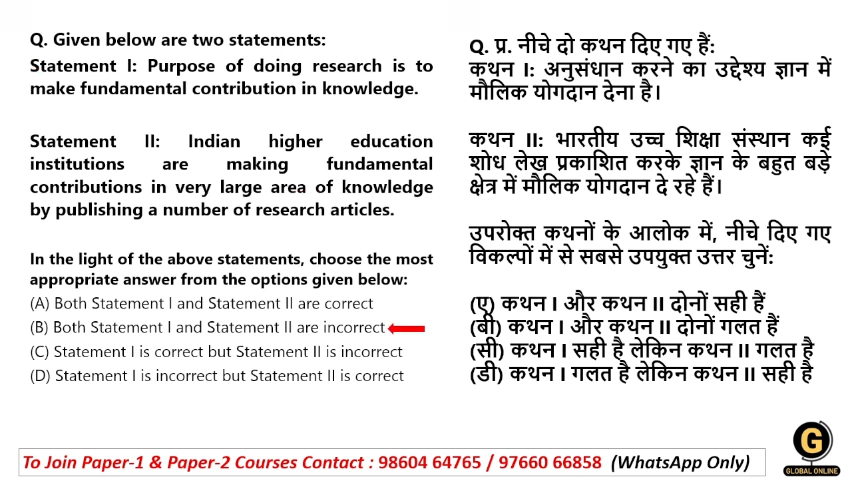 Q. Given below are two statements:
Statement I: Purpose of doing research is to
make fundamental contribution in knowledge.
Statement II: Indian higher education
institutions are making fundamental
contributions in very large area of knowledge
by publishing a number of research articles.
In the light of the above statements, choose the most
appropriate answer from the options given below:
(A) Both Statement I and Statement II are correct
(B) Both Statement I and Statement II are incorrect
(C) Statement I is correct but Statement II is incorrect
(D) Statement I is incorrect but Statement II is correct
Q. प्र. नीचे दो कथन दिए गए हैं:
कथन I: अनुसंधान करने का उद्देश्य ज्ञान में
मौलिक योगदान देना है।
कथन II: भारतीय उच्च शिक्षा संस्थान कई
शोध लेख प्रकाशित करके ज्ञान के बहुत बड़े
क्षेत्र में मौलिक योगदान दे रहे हैं।
उपरोक्त कथनों के आलोक में, नीचे दिए गए
विकल्पों में से सबसे उपयुक्त उत्तर चुनें:
(ए) कथन I और कथन II दोनों सही हैं
(बी) कथन I और कथन II दोनों गलत हैं
(सी) कथन I सही है लेकिन कथन II गलत है
(डी) कथन I गलत है लेकिन कथन II सही है
To Join Paper-1 & Paper-2 Courses Contact : 98604 64765 / 97660 66858 (WhatsApp Only)
G
GLOBAL ONLINE